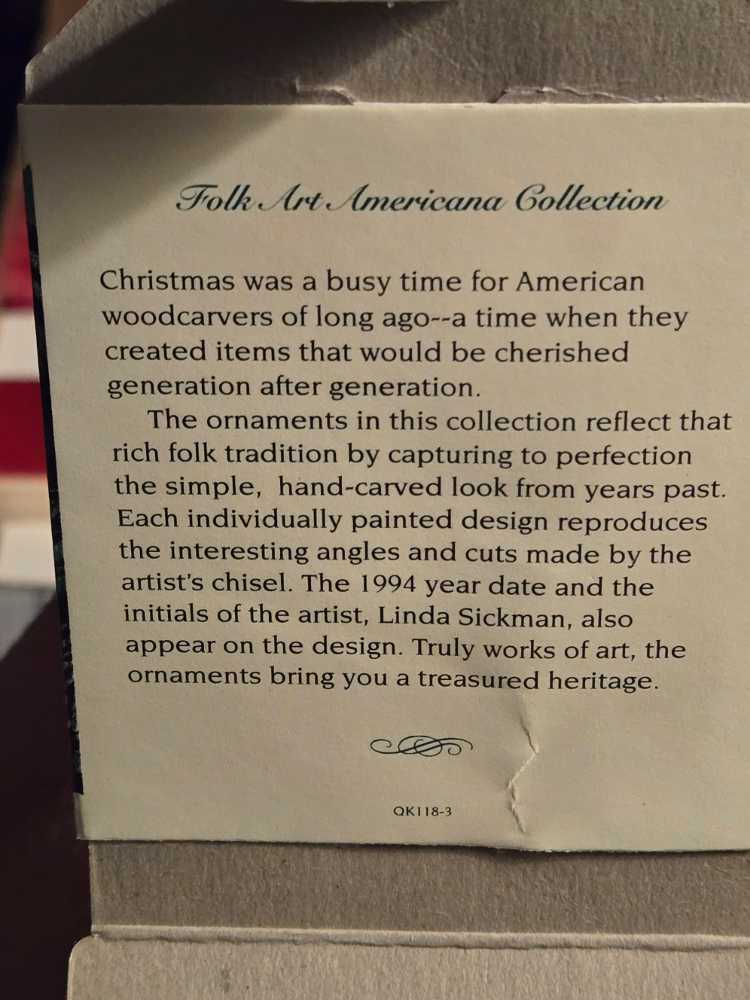 Folk Art Americana Collection
Christmas was a busy time for American
woodcarvers of long ago--a time when they
created items that would be cherished
generation after generation.
The ornaments in this collection reflect that
rich folk tradition by capturing to perfection
the simple, hand-carved look from years past.
Each individually painted design reproduces
the interesting angles and cuts made by the
artist's chisel. The 1994 year date and the
initials of the artist, Linda Sickman, also
appear on the design. Truly works of art, the
ornaments bring you a treasured heritage.
QK118-3